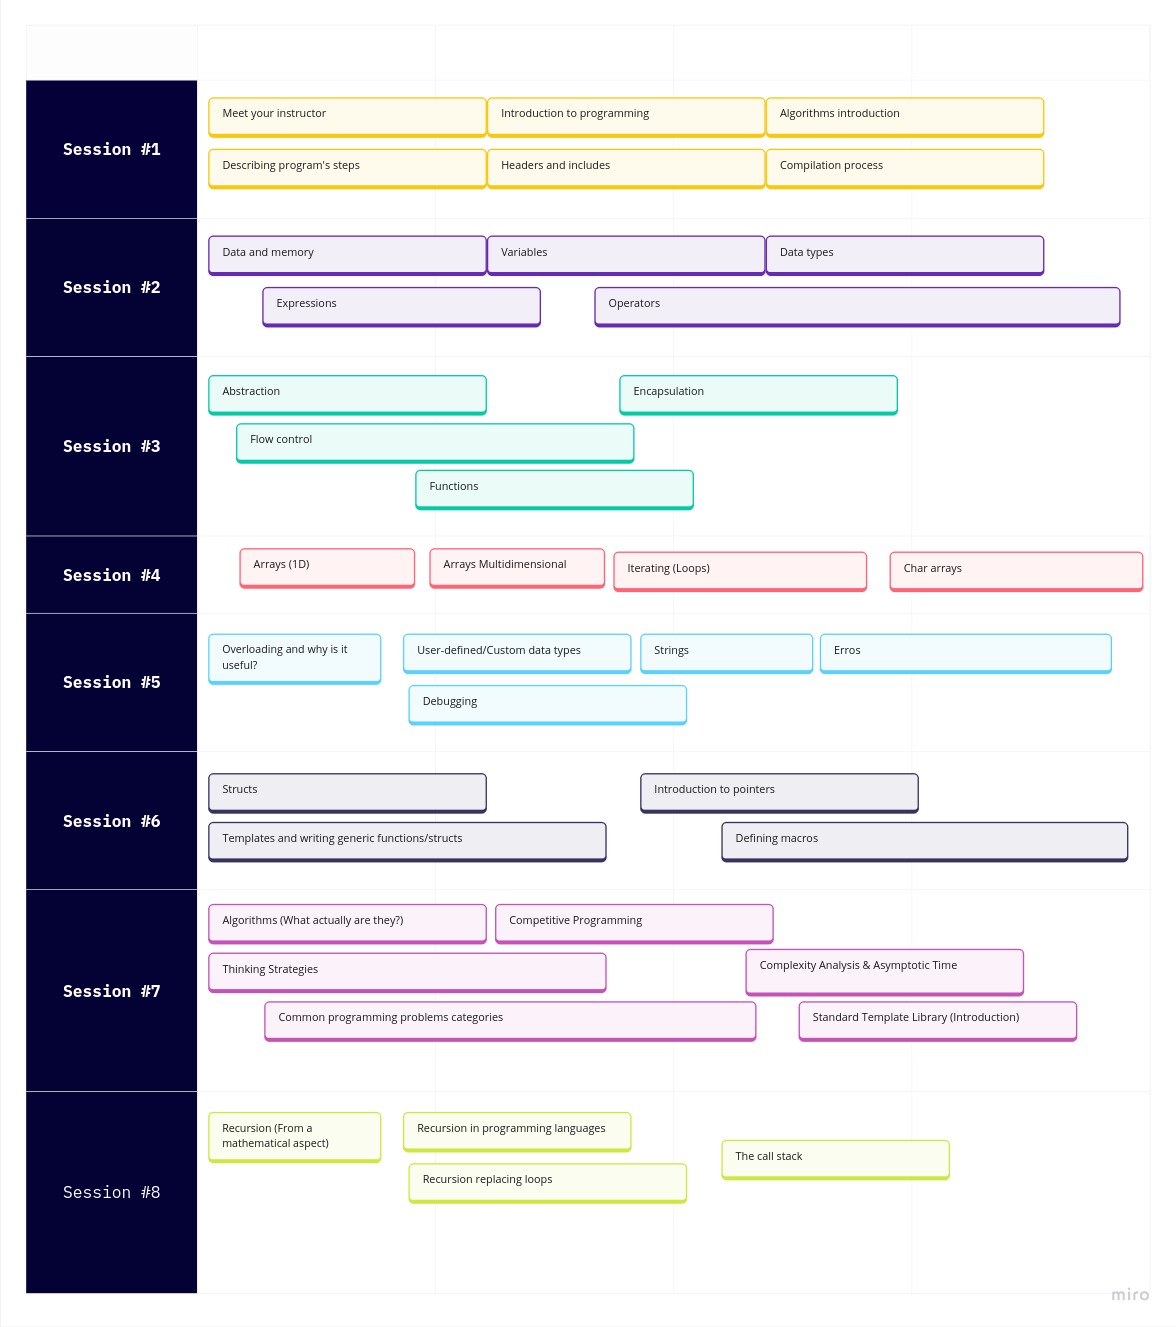 Session #1
Meet your instructor
Introduction to programming
Algorithms introduction
Describing program's steps
Headers and includes
Compilation process
Session #2
Data and memory
Variables
Data types
Expressions
Operators
Session #3
Abstraction
Encapsulation
Flow control
Functions
Session #4
Arrays (1D)
Arrays Multidimensional
Iterating (Loops)
Char arrays
Session #5
Overloading and why is it
useful?
User-defined/Custom data types
Strings
Erros
Debugging
Session #6
Structs
Introduction to pointers
Templates and writing generic functions/structs
Defining macros
Session #7
Algorithms (What actually are they?)
Competitive Programming
Thinking Strategies
Complexity Analysis & Asymptotic Time
Common programming problems categories
Standard Template Library (Introduction)
Session #8
Recursion (From a
mathematical aspect)
Recursion in programming languages
The call stack
Recursion replacing loops
miro